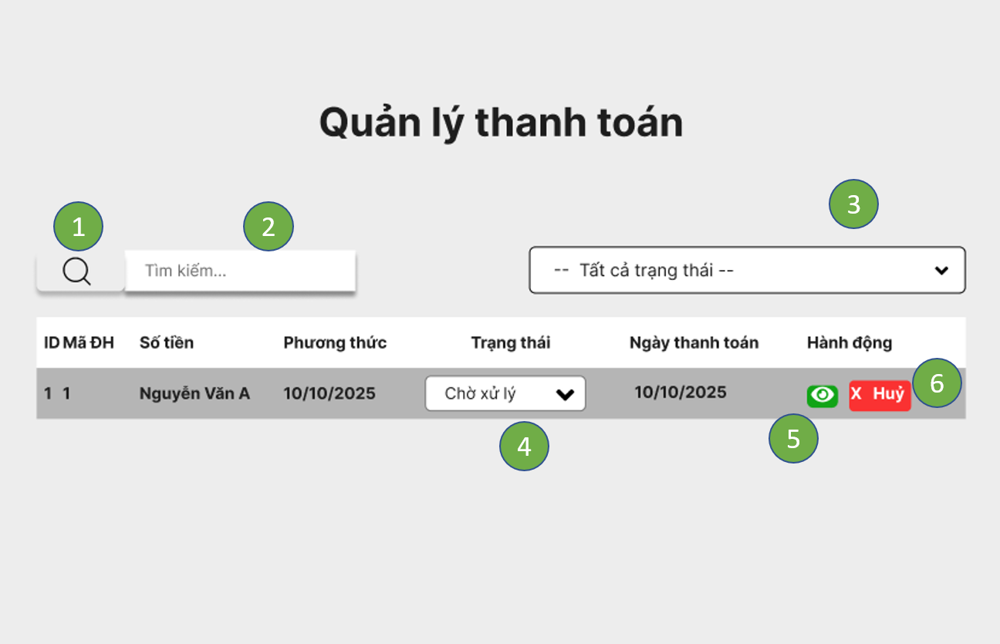 Quản lý thanh toán
1
2
3
Tìm kiếm...
-- Tất cả trạng thái --
ID Mã ĐH Số tiền Phương thức Trạng thái Ngày thanh toán Hành động
1 1 Nguyễn Văn A 10/10/2025 Chờ xử lý 10/10/2025 X Huỷ
6
4
5